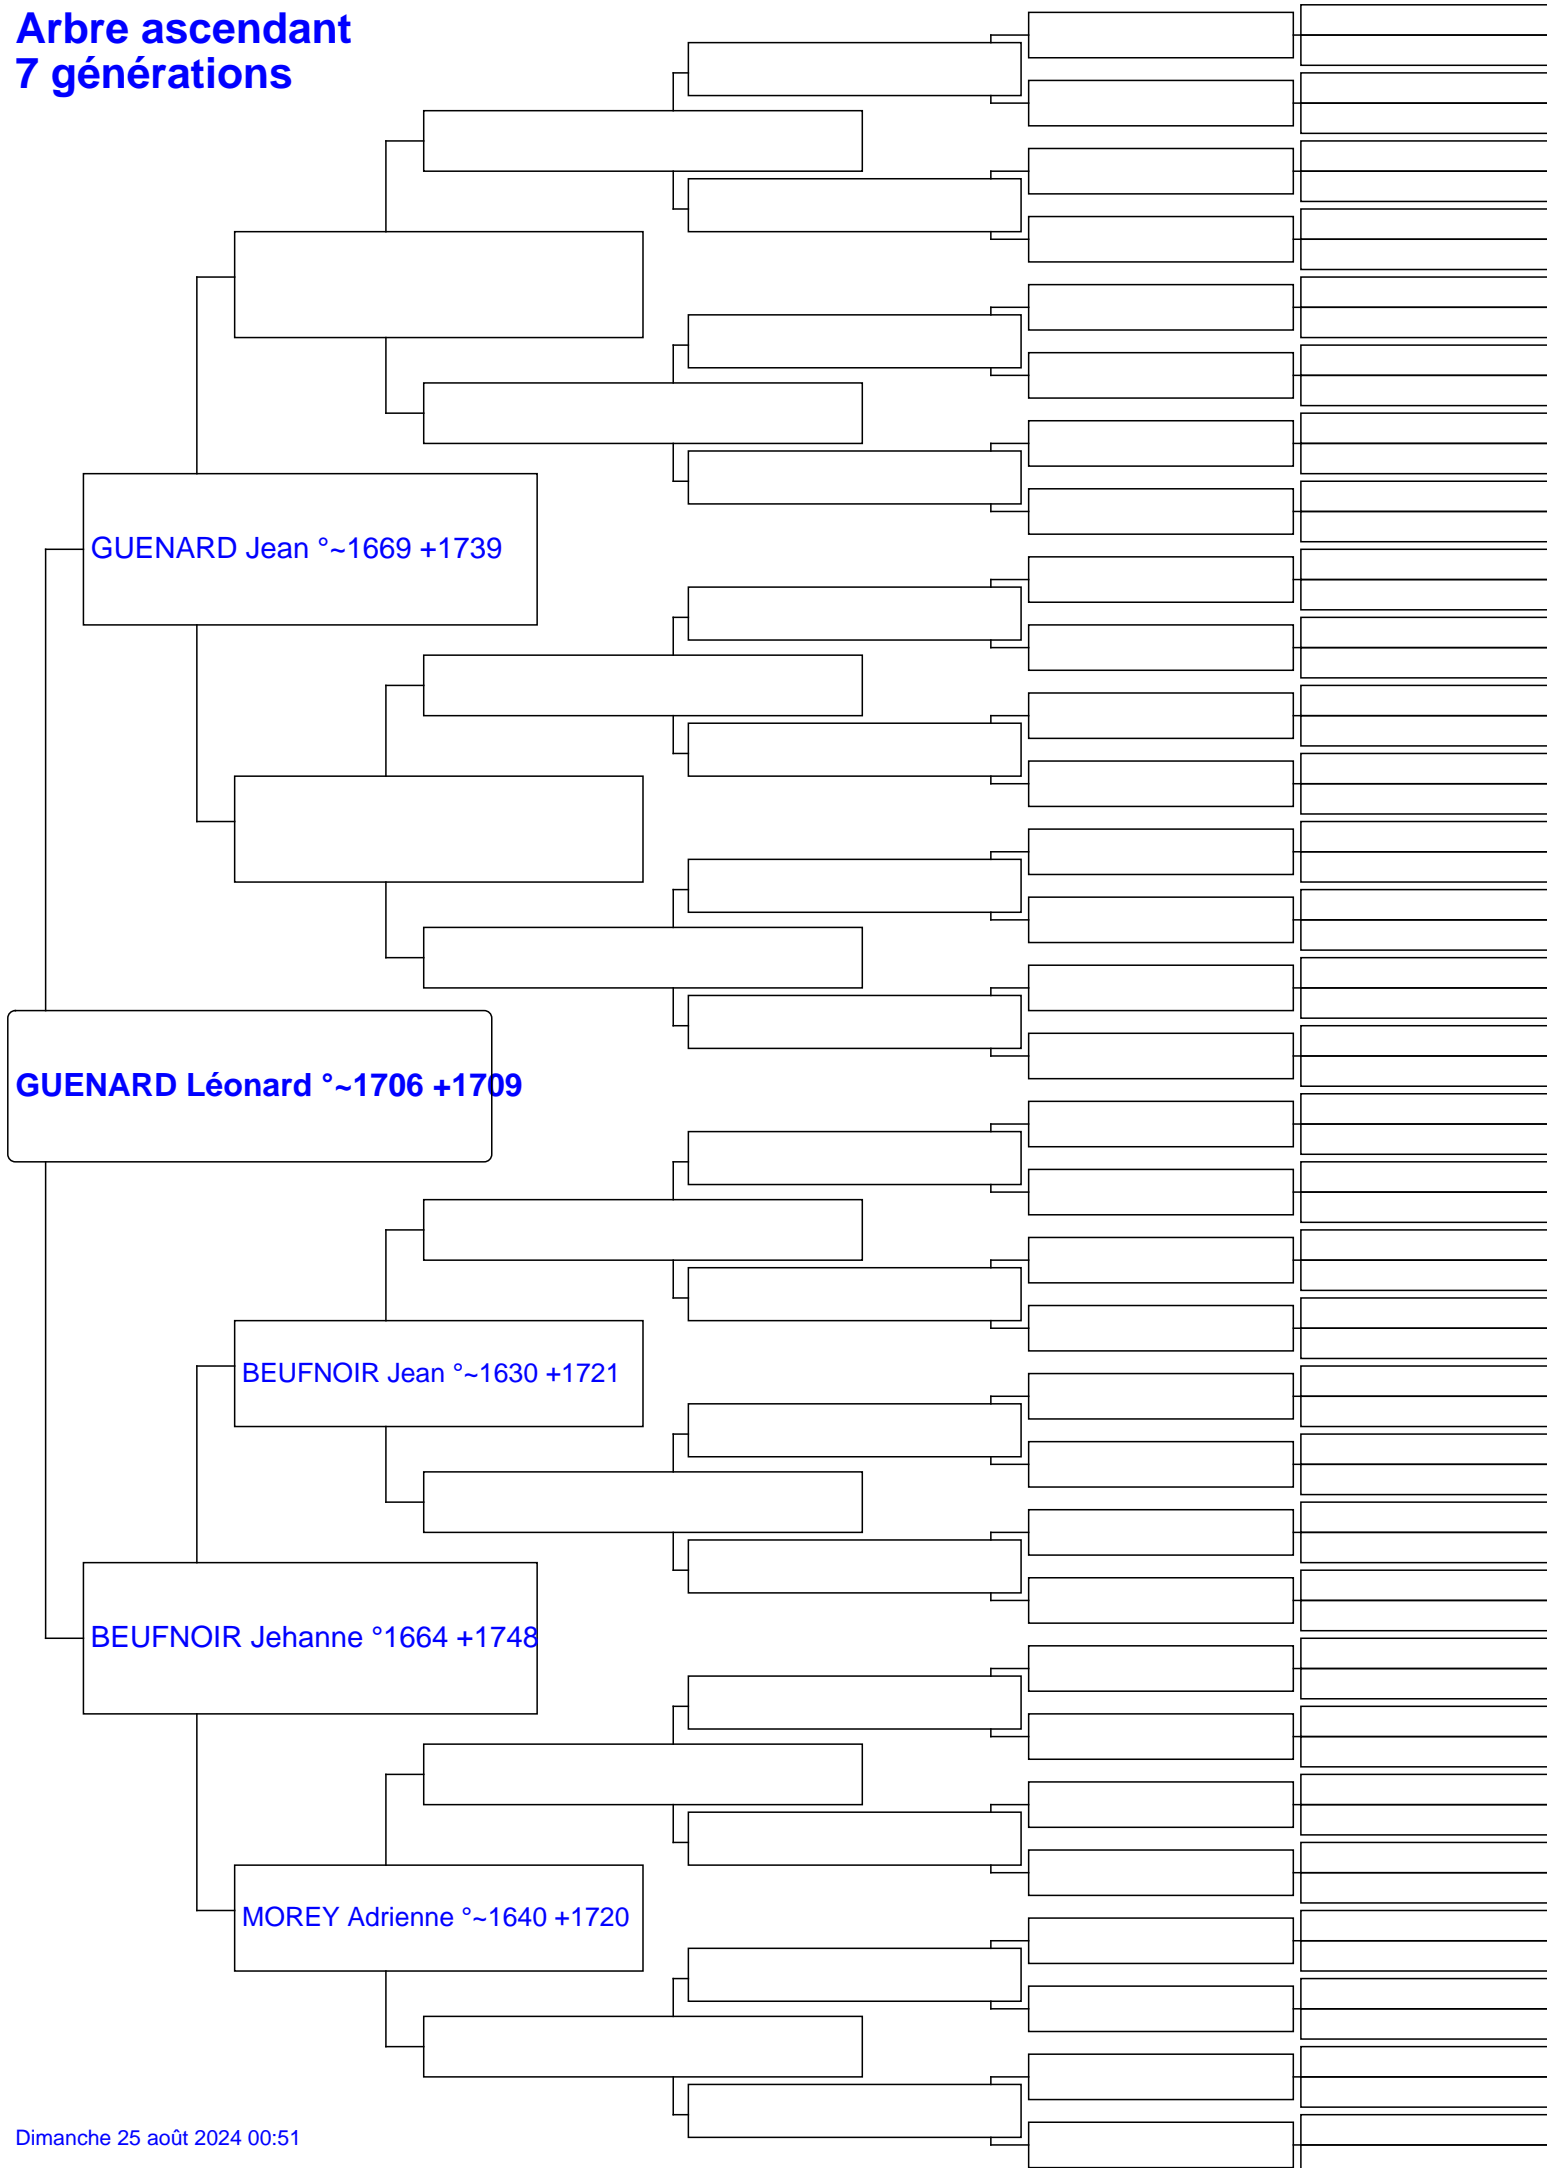 Arbre ascendant
7 générations
GUENARD Jean °~1669 +1739
GUENARD Léonard °~1706 +1709
BEUFNOIR Jean °~1630 +1721
BEUFNOIR Jehanne °1664 +1748
MOREY Adrienne °~1640 +1720
Dimanche 25 août 2024 00:51